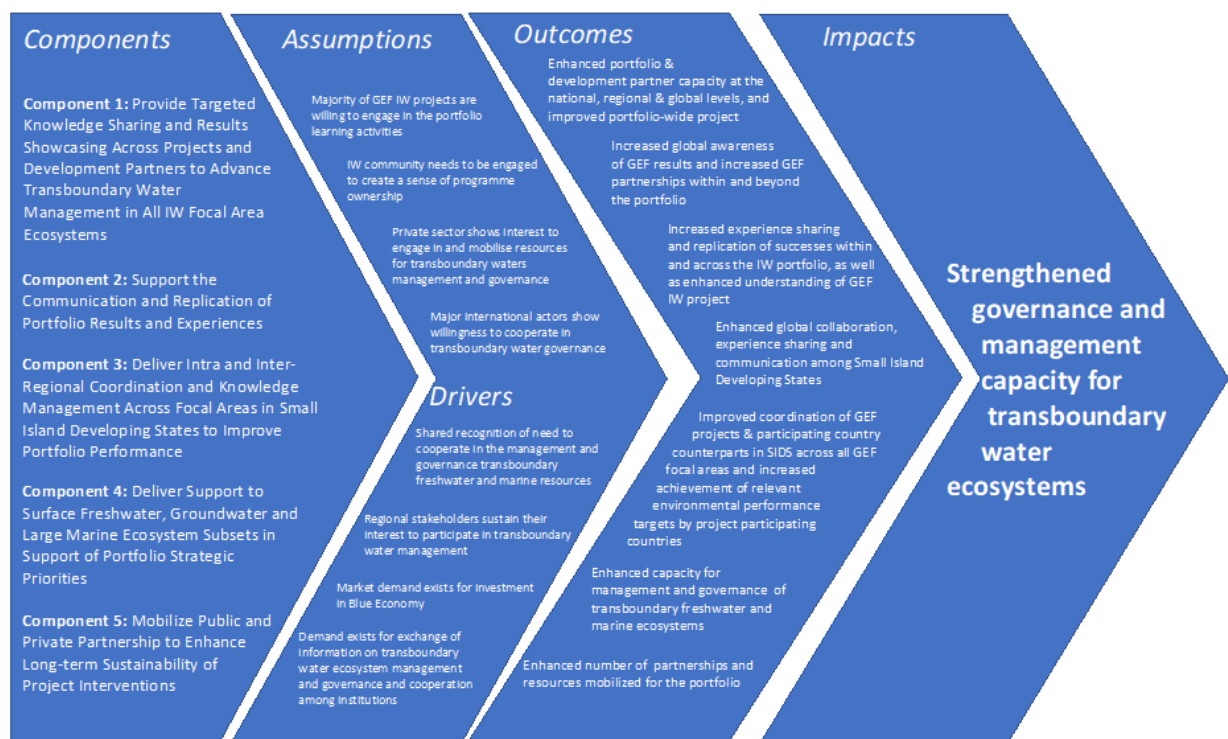 Components
Component 1: Provide Targeted
Knowledge Sharing and Results
Showcasing Across Projects and
Development Partners to Advance
Transboundary Water
Management in All IW Focal Area
Ecosystems
Component 2: Support the
Communication and Replication of
Portfolio Results and Experiences
Component 3: Deliver Intra and Inter-
Regional Coordination and Knowledge
Management Across Focal Areas in Small
Island Developing States to Improve
Portfolio Performance
Component 4: Deliver Support to
Surface Freshwater, Groundwater and
Large Marine Ecosystem Subsets in
Support of Portfolio Strategic
Priorities
Component 5: Mobilize Public and
Private Partnership to Enhance
Long-term Sustainability of
Project Interventions
Assumptions
Majority of GEF IW projects are
willing to engage in the portfolio
learning activities
IW community needs to be engaged
to create a sense of programme
ownership
Private sector shows interest to
engage in and mobilise resources
for transboundary waters
management and governance
Major international actors show
willingness to cooperate in
transboundary water governance
Drivers
Shared recognition of need to
cooperate in the management and
governance transboundary
freshwater and marine resources
Regional stakeholders sustain their
interest to participate in transboundary
water management
Market demand exists for investment
in Blue Economy
Demand exists for exchange of
information on transboundary
water ecosystem management
and governance and cooperation
among institutions
Outcomes
Enhanced portfolio &
development partner capacity at the
national, regional & global levels, and
improved portfolio-wide project
Increased global awareness
of GEF results and increased GEF
partnerships within and beyond
the portfolio
Increased experience sharing
and replication of successes within
and across the IW portfolio, as well
as enhanced understanding of GEF
IW project
Enhanced global collaboration,
experience sharing and
communication among Small Island
Developing States
Improved coordination of GEF
projects & participating country
counterparts in SIDS across all GEF
focal areas and increased
achievement of relevant
environmental performance
targets by project participating
countries
Enhanced capacity for
management and governance of
transboundary freshwater and
marine ecosystems
Enhanced number of partnerships and
resources mobilized for the portfolio
Impacts
Strengthened
governance and
management
capacity for
transboundary
water
ecosystems